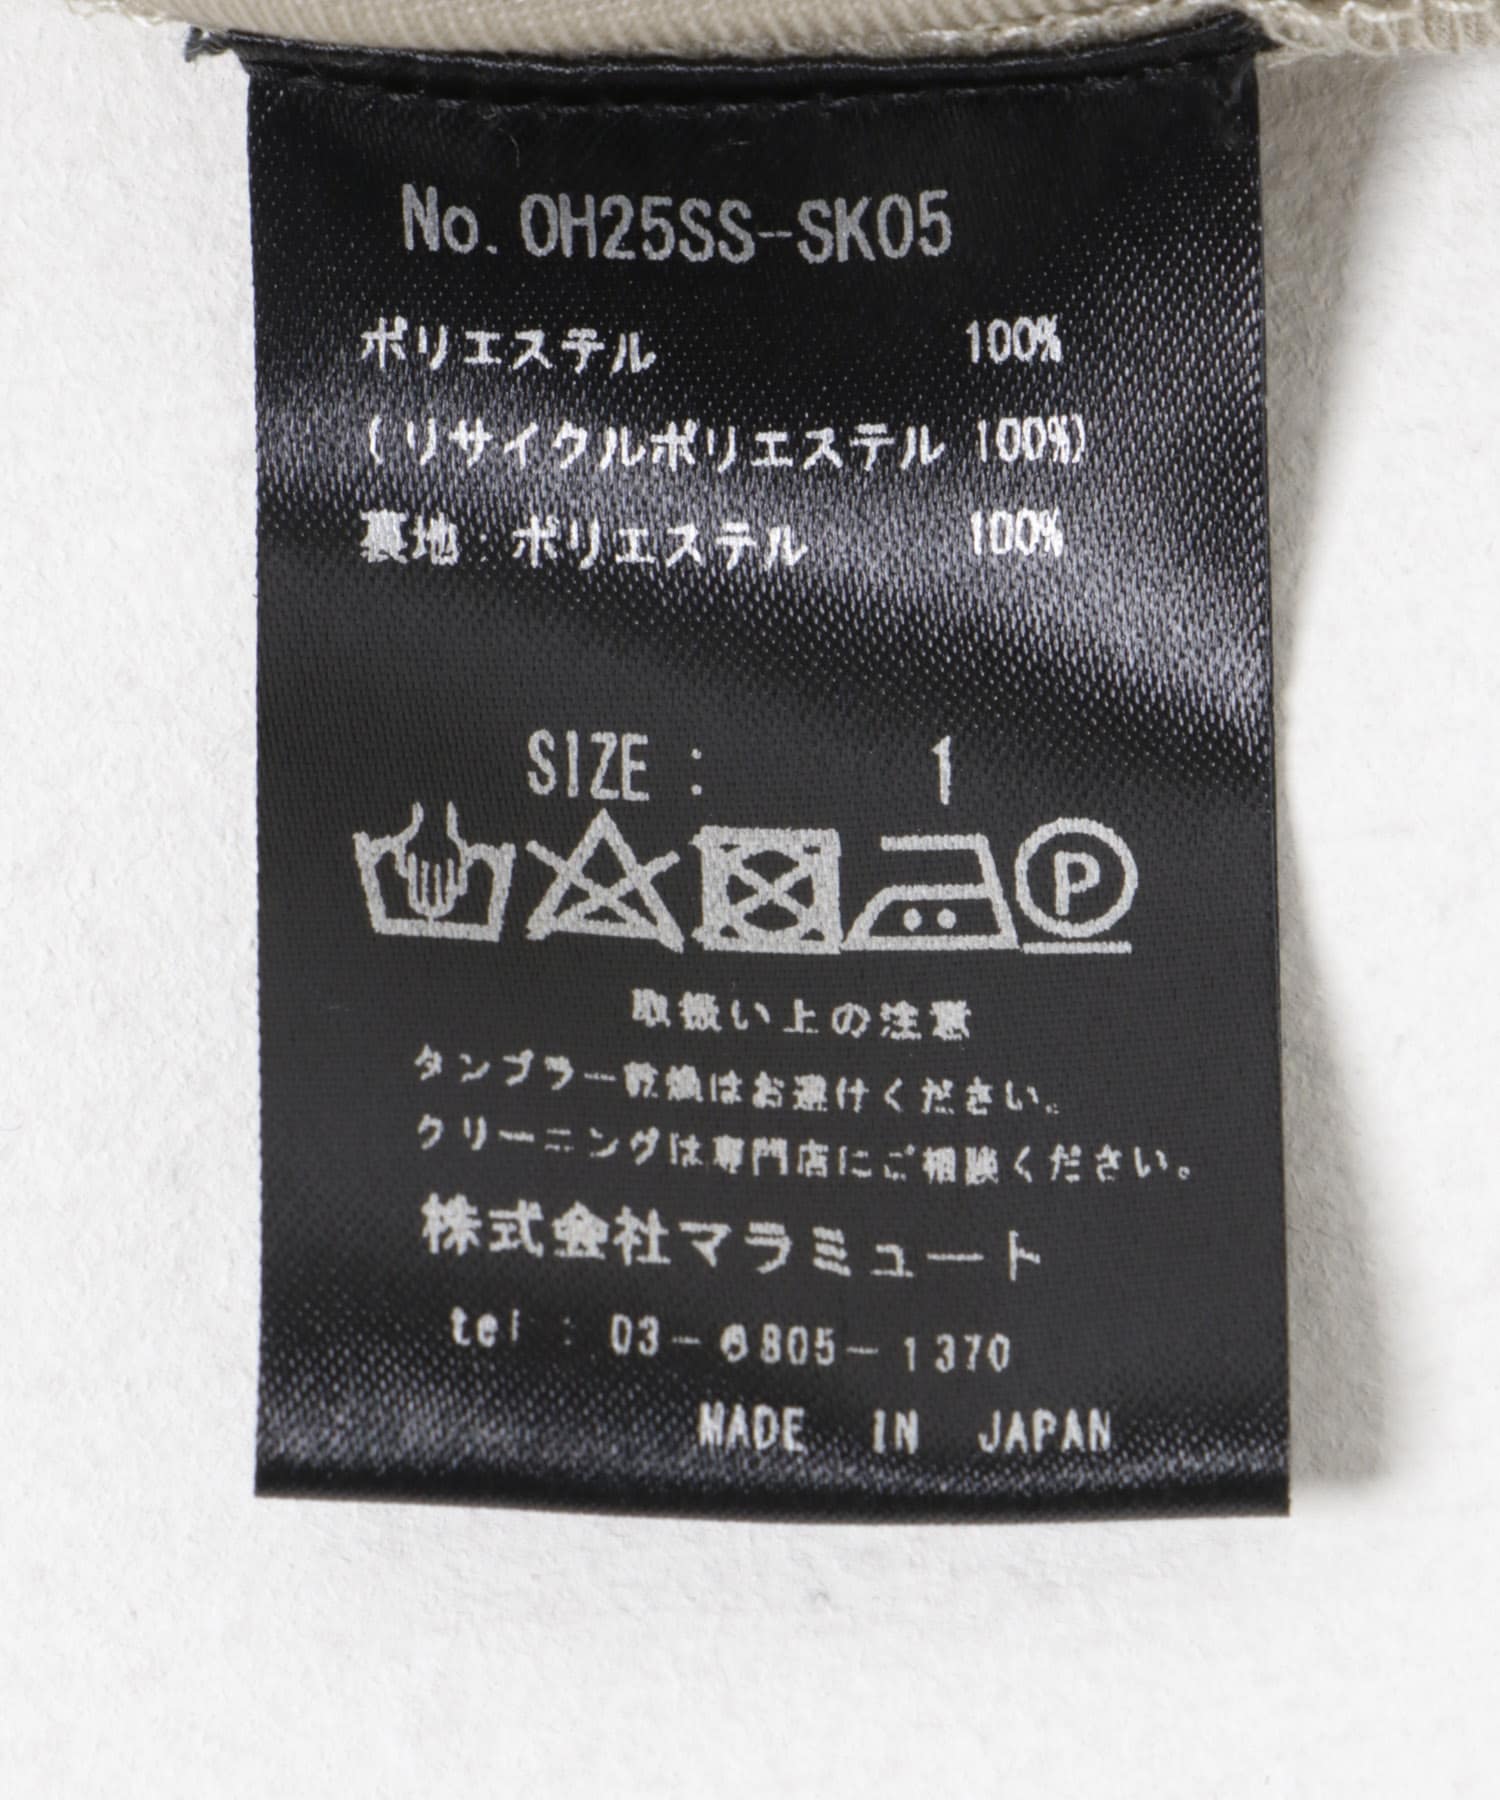 No. OH25SS-SK05
ポリエステル 100%
(リサイクルポリエステル 100%)
裏地・ポリエステル 100%
SIZE : 1
P
取扱い上の注意
タンブラー乾燥はお避けください。
クリーニングは専門店にご相談ください。
株式会社マラミュート
tel : 03-6805-1370
MADE IN JAPAN